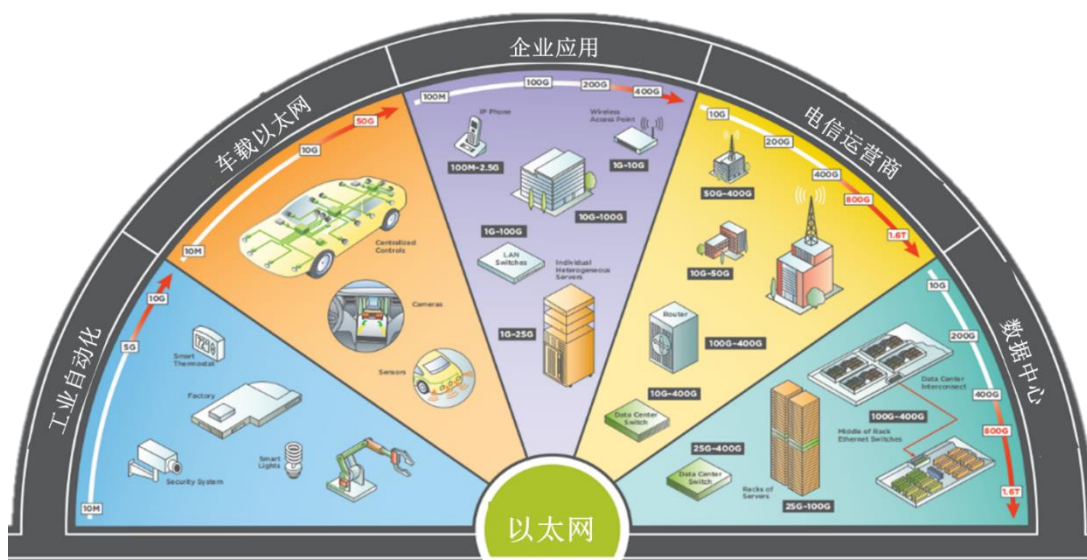 工业自动化
车载以太网
企业应用
电信运营商
数据中心
10M
5G
10G
Smart
Thermostat
Factory
Security System
Smart
Lights
10M
10G
50G
Centralized
Controls
Cameras
Sensors
100M
100G
200G
400G
IP Phone
100M-2.5G
Wireless
Access Point
1G-10G
10G-100G
1G-100G
LAN
Switches
Individual
Heterogeneous
Servers
1G-25G
10G
200G
400G
800G
1.6T
50G-400G
10G-50G
Router
100G-400G
10G-400G
Data Center
Switch
10G
200G
400G
800G
1.6T
Data Center
Interconnect
100G-400G
Middle of Rack
Ethernet Switches
25G-400G
Data Center
Switch
Racks of
Servers
25G-100G
以太网